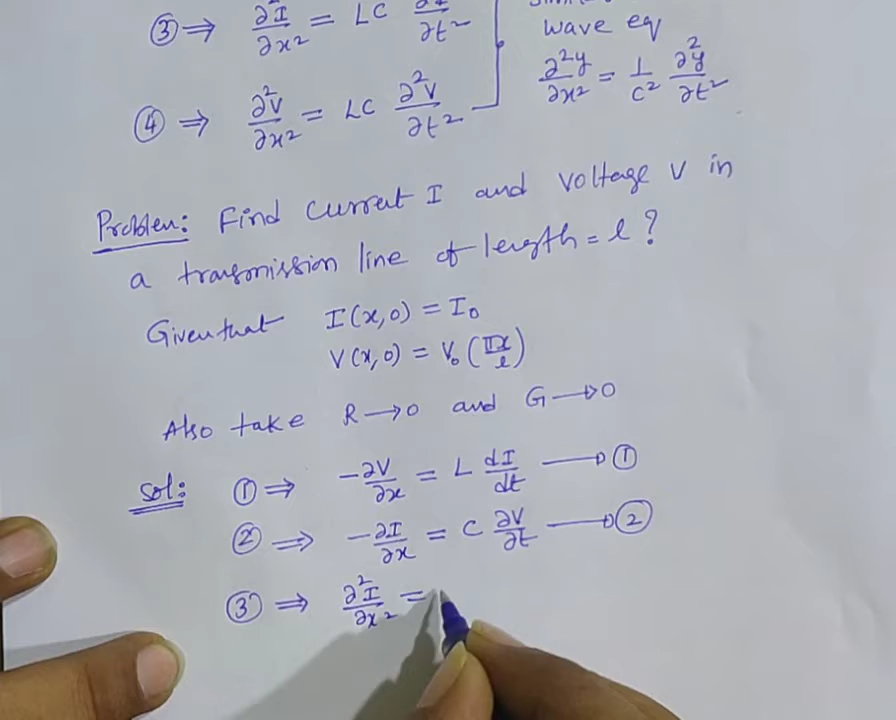 ③ ⇒ ∂²I/∂x² = LC ∂²/∂t²
wave eq
∂²y/∂x² = 1/c² ∂²y/∂t²
④ ⇒ ∂²V/∂x² = LC ∂²V/∂t²
Problem: Find current I and voltage V in
a transmission line of length = l?
Given that I(x,0) = I₀
V(x,0) = V₀ (πx/l)
Also take R → 0 and G → 0
Sol: ① ⇒ -∂V/∂x = L dI/dt → ①
② ⇒ -∂I/∂x = C ∂V/∂t → ②
③ ⇒ ∂²I/∂x² =